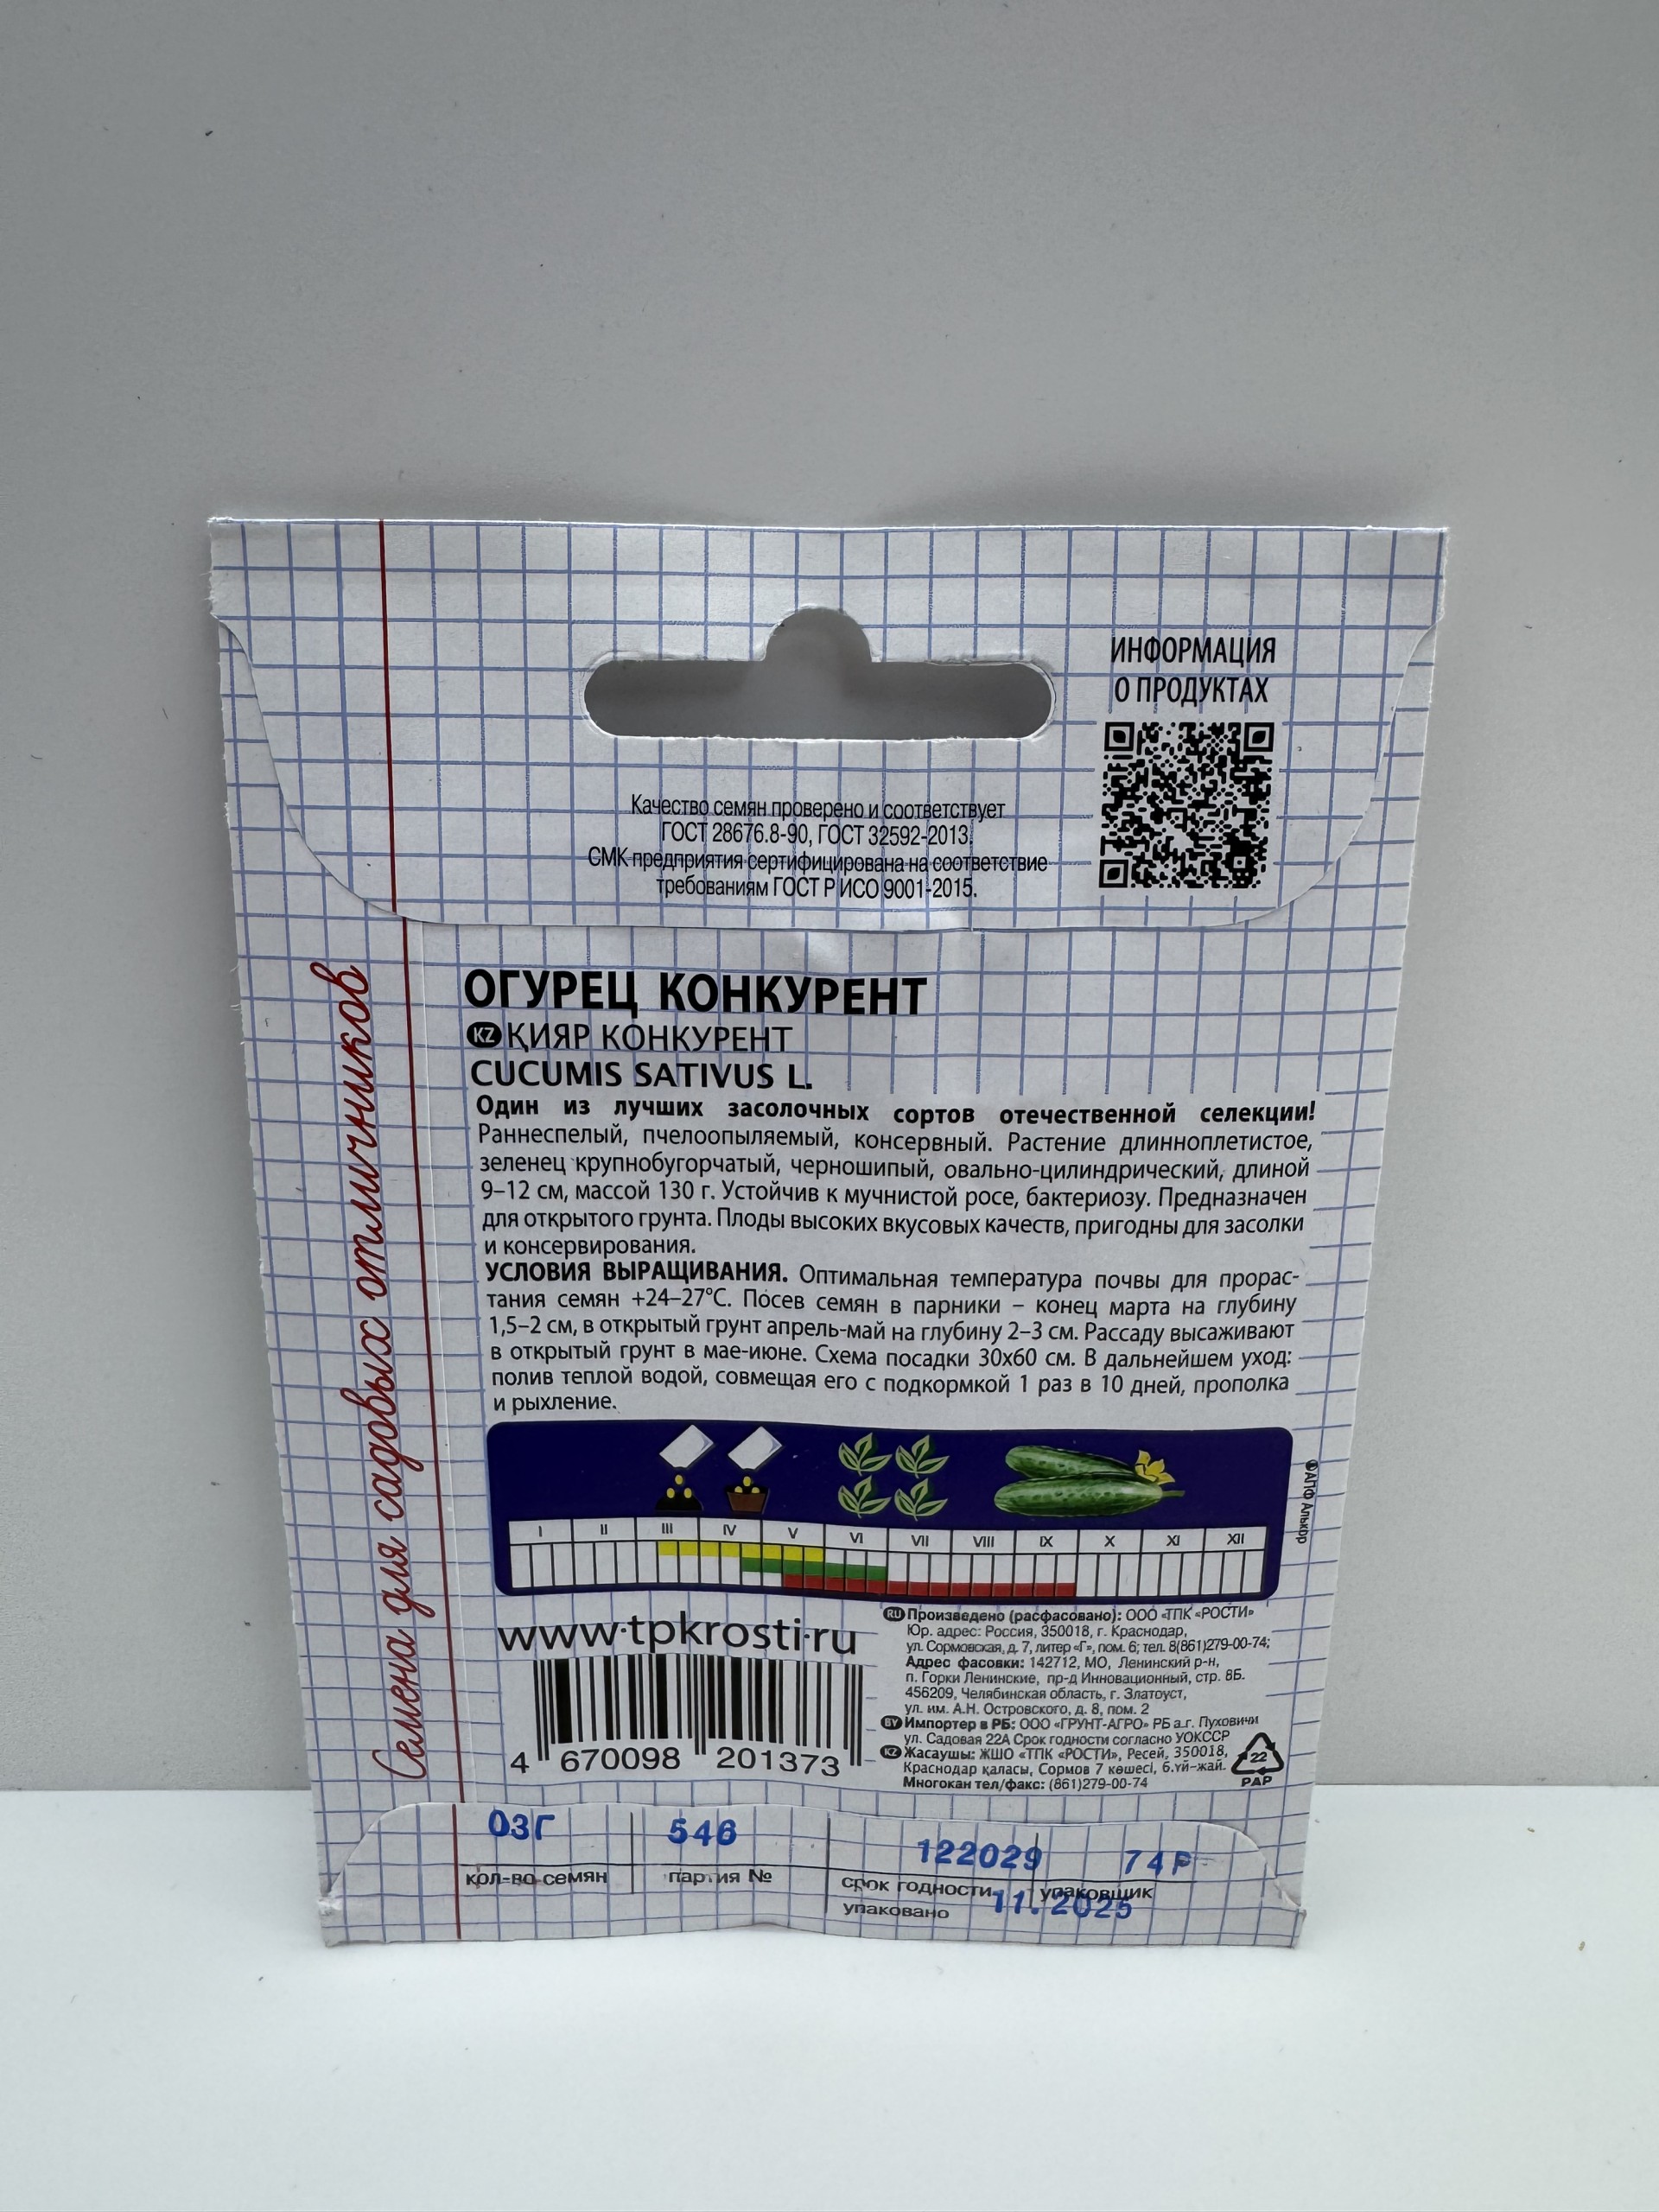 ИНФОРМАЦИЯ
О ПРОДУКТАХ
Качество семян проверено и соответствует
ГОСТ 28676.8-90, ГОСТ 32592-2013.
СМК предприятия сертифицирована на соответствие
требованиям ГОСТ Р ИСО 9001-2015.
Семена для садовых отличников
ОГУРЕЦ КОНКУРЕНТ
KZ ҚИЯР КОНКУРЕНТ
CUCUMIS SATIVUS L.
Один из лучших засолочных сортов отечественной селекции!
Раннеспелый, пчелоопыляемый, консервный. Растение длинноплетистое,
зеленец крупнобугорчатый, черношипый, овально-цилиндрический, длиной
9–12 см, массой 130 г. Устойчив к мучнистой росе, бактериозу. Предназначен
для открытого грунта. Плоды высоких вкусовых качеств, пригодны для засолки
и консервирования.
УСЛОВИЯ ВЫРАЩИВАНИЯ. Оптимальная температура почвы для прорас-
тания семян +24–27°С. Посев семян в парники – конец марта на глубину
1,5–2 см, в открытый грунт апрель-май на глубину 2–3 см. Рассаду высаживают
в открытый грунт в мае-июне. Схема посадки 30х60 см. В дальнейшем уход:
полив теплой водой, совмещая его с подкормкой 1 раз в 10 дней, прополка
и рыхление.
I II III IV V VI VII VIII IX X XI XII
©АПФ Алькор
www.tpkrosti.ru
4 670098 201373
RU Произведено (расфасовано): ООО «ТПК «РОСТИ»
Юр. адрес: Россия, 350018, г. Краснодар,
ул. Сормовская, д. 7, литер «Г», пом. 6; тел. 8(861)279-00-74;
Адрес фасовки: 142712, МО, Ленинский р-н,
п. Горки Ленинские, пр-д Инновационный, стр. 8Б.
456209, Челябинская область, г. Златоуст,
ул. им. А.Н. Островского, д. 8, пом. 2
BY Импортер в РБ: ООО «ГРУНТ-АГРО» РБ а.г. Пуховичи
ул. Садовая 22А Срок годности согласно УОКССР
KZ Жасаушы: ЖШО «ТПК «РОСТИ», Ресей, 350018,
Краснодар қаласы, Сормов 7 көшесі, 6.үй-жай.
Многокан тел/факс: (861)279-00-74
22
PAP
03Г 546 122029 74Р
кол-во семян партия № срок годности упаковщик
упаковано 11.2025